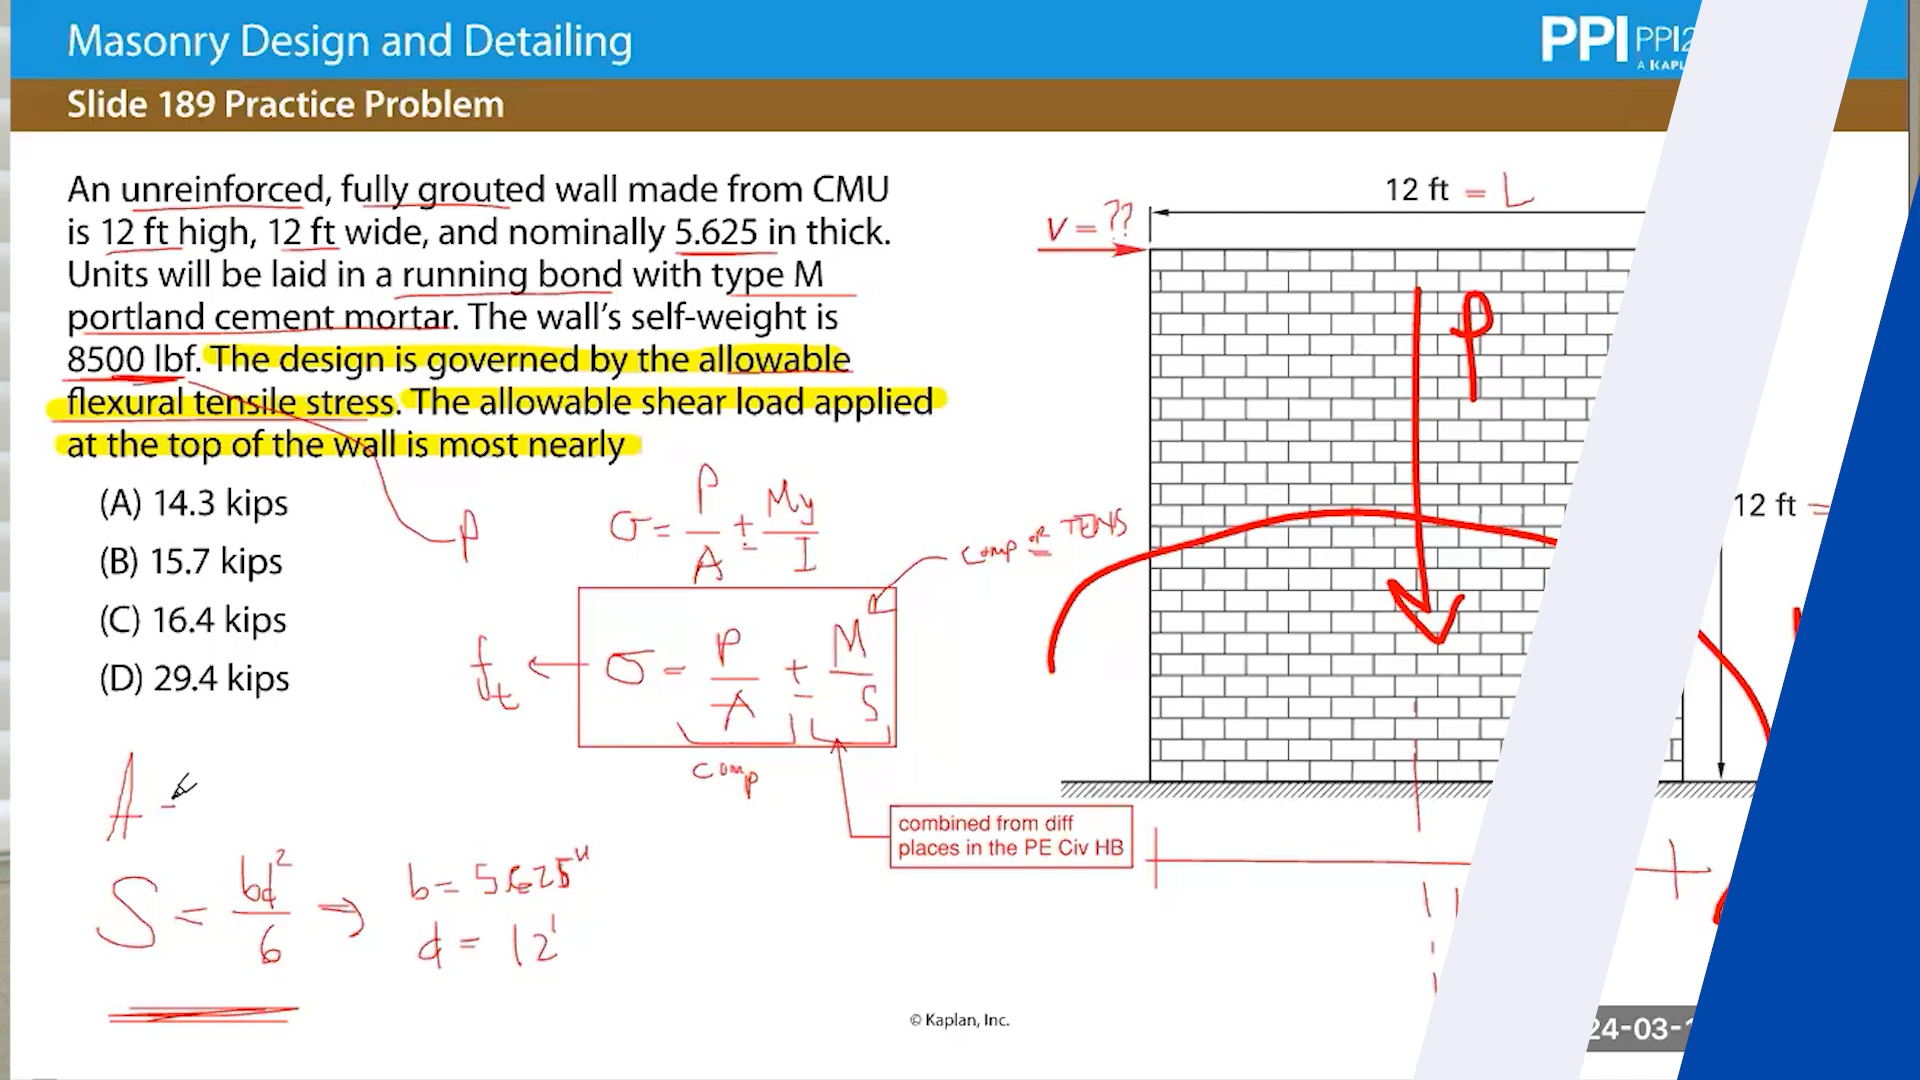 Masonry Design and Detailing
PPI PPI2
A KAPL
Slide 189 Practice Problem
An unreinforced, fully grouted wall made from CMU
is 12 ft high, 12 ft wide, and nominally 5.625 in thick.
Units will be laid in a running bond with type M
portland cement mortar. The wall's self-weight is
8500 lbf. The design is governed by the allowable
flexural tensile stress. The allowable shear load applied
at the top of the wall is most nearly
(A) 14.3 kips
(B) 15.7 kips
(C) 16.4 kips
(D) 29.4 kips
12 ft = L
V = ??
P
12 ft =
P
σ = P/A ± My/I
comp or TENS
ft ← σ = P/A ± M/S
comp
combined from diff
places in the PE Civ HB
A =
S = bd²/6 ⇒ b = 5.625"
d = 12'
© Kaplan, Inc.
24-03-1